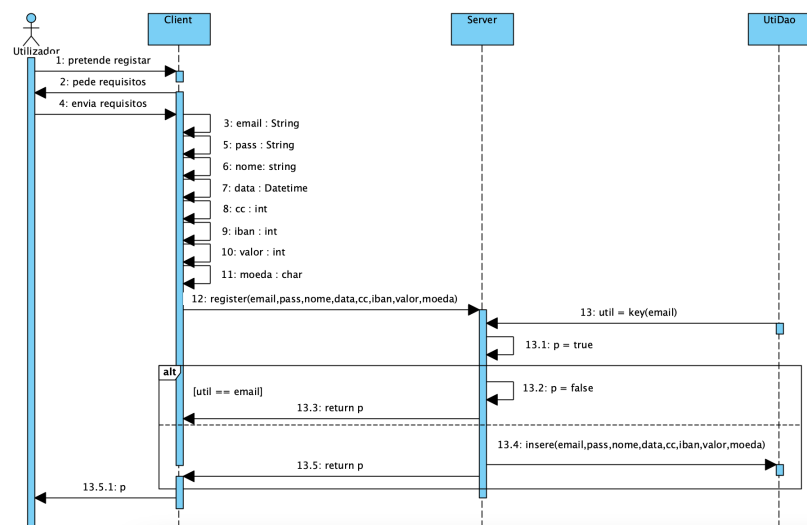 Client
Server
UtiDao
Utilizador
1: pretende registar
2: pede requisitos
4: envia requisitos
3: email : String
5: pass : String
6: nome: string
7: data : Datetime
8: cc : int
9: iban : int
10: valor : int
11: moeda : char
12: register(email,pass,nome,data,cc,iban,valor,moeda)
13: util = key(email)
13.1: p = true
alt
[util == email]
13.2: p = false
13.3: return p
13.4: insere(email,pass,nome,data,cc,iban,valor,moeda)
13.5: return p
13.5.1: p